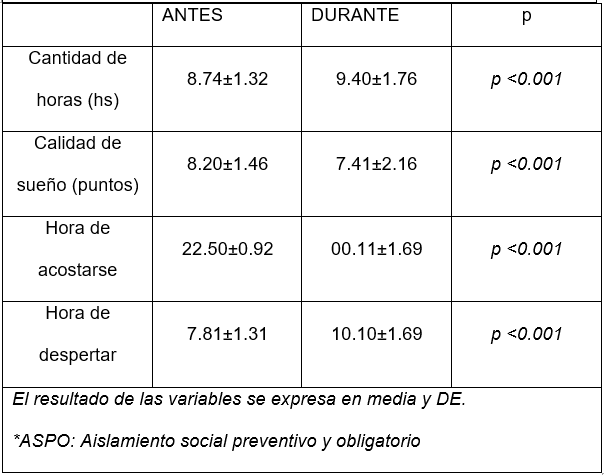 ANTES DURANTE p
Cantidad de
horas (hs) 8.74±1.32 9.40±1.76 p <0.001
Calidad de
sueño (puntos) 8.20±1.46 7.41±2.16 p <0.001
Hora de
acostarse 22.50±0.92 00.11±1.69 p <0.001
Hora de
despertar 7.81±1.31 10.10±1.69 p <0.001
El resultado de las variables se expresa en media y DE.
*ASPO: Aislamiento social preventivo y obligatorio